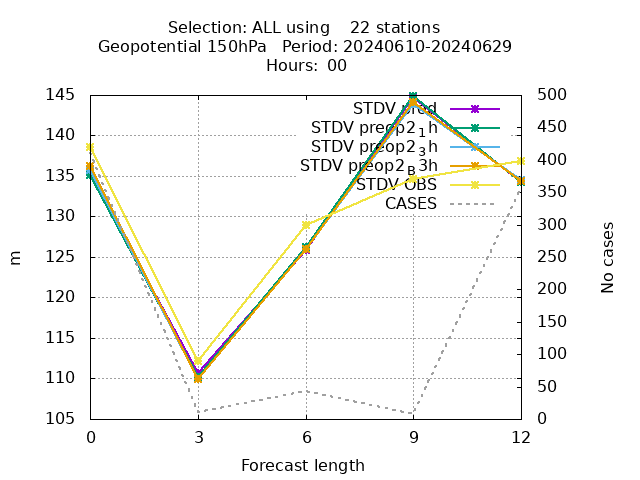 Selection: ALL using 22 stations
Geopotential 150hPa Period: 20240610-20240629
Hours: 00
145
140
135
130
125
120
115
110
105
m
500
450
400
350
300
250
200
150
100
50
0
No cases
STDV prod
STDV preop2_1h
STDV preop2_3h
STDV preop2_B3h
STDV OBS
CASES
0 3 6 9 12
Forecast length